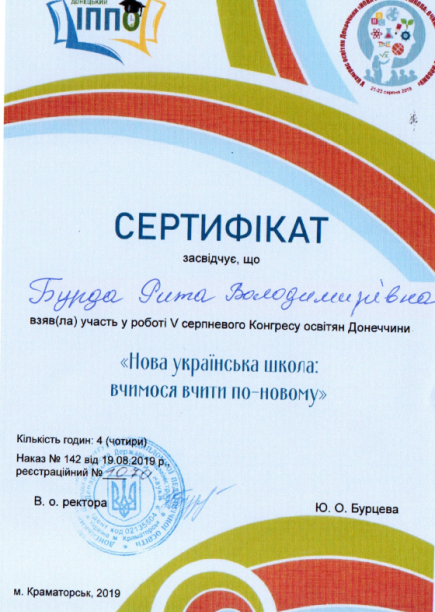 ДОНЕЦЬКИЙ
ІППО
21-22 серпня 2019
СЕРТИФІКАТ
засвідчує, що
Бурда Рита Володимирівна
взяв(ла) участь у роботі V серпневого Конгресу освітян Донеччини
«Нова українська школа:
вчимося вчити по-новому»
Кількість годин: 4 (чотири)
Наказ № 142 від 19.08.2019 р.,
реєстраційний №
В. о. ректора
Ю. О. Бурцева
м. Краматорськ, 2019